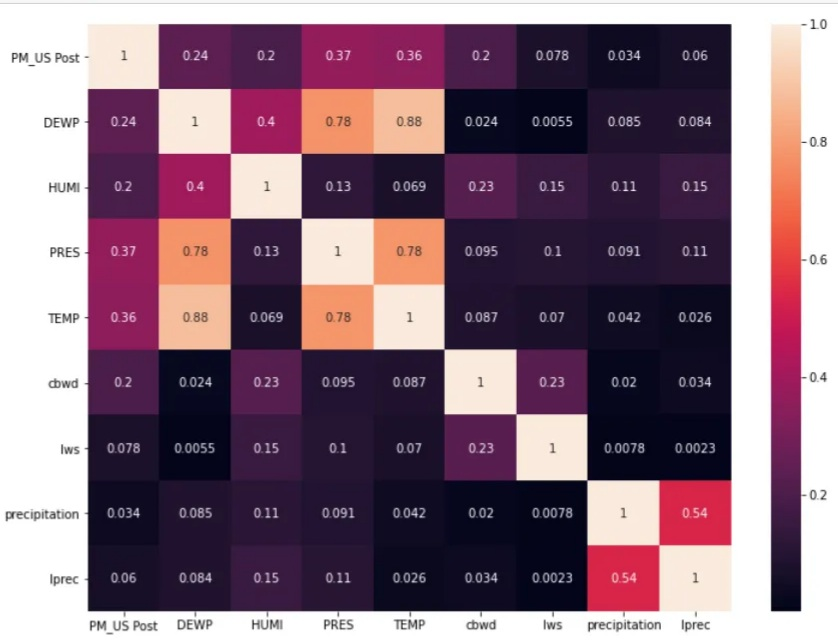 1.0
PM_US Post 1 0.24 0.2 0.37 0.36 0.2 0.078 0.034 0.06
DEWP 0.24 1 0.4 0.78 0.88 0.024 0.0055 0.085 0.084
0.8
HUMI 0.2 0.4 1 0.13 0.069 0.23 0.15 0.11 0.15
PRES 0.37 0.78 0.13 1 0.78 0.095 0.1 0.091 0.11
0.6
TEMP 0.36 0.88 0.069 0.78 1 0.087 0.07 0.042 0.026
cbwd 0.2 0.024 0.23 0.095 0.087 1 0.23 0.02 0.034
0.4
Iws 0.078 0.0055 0.15 0.1 0.07 0.23 1 0.0078 0.0023
0.2
precipitation 0.034 0.085 0.11 0.091 0.042 0.02 0.0078 1 0.54
Iprec 0.06 0.084 0.15 0.11 0.026 0.034 0.0023 0.54 1
PM_US Post DEWP HUMI PRES TEMP cbwd Iws precipitation Iprec